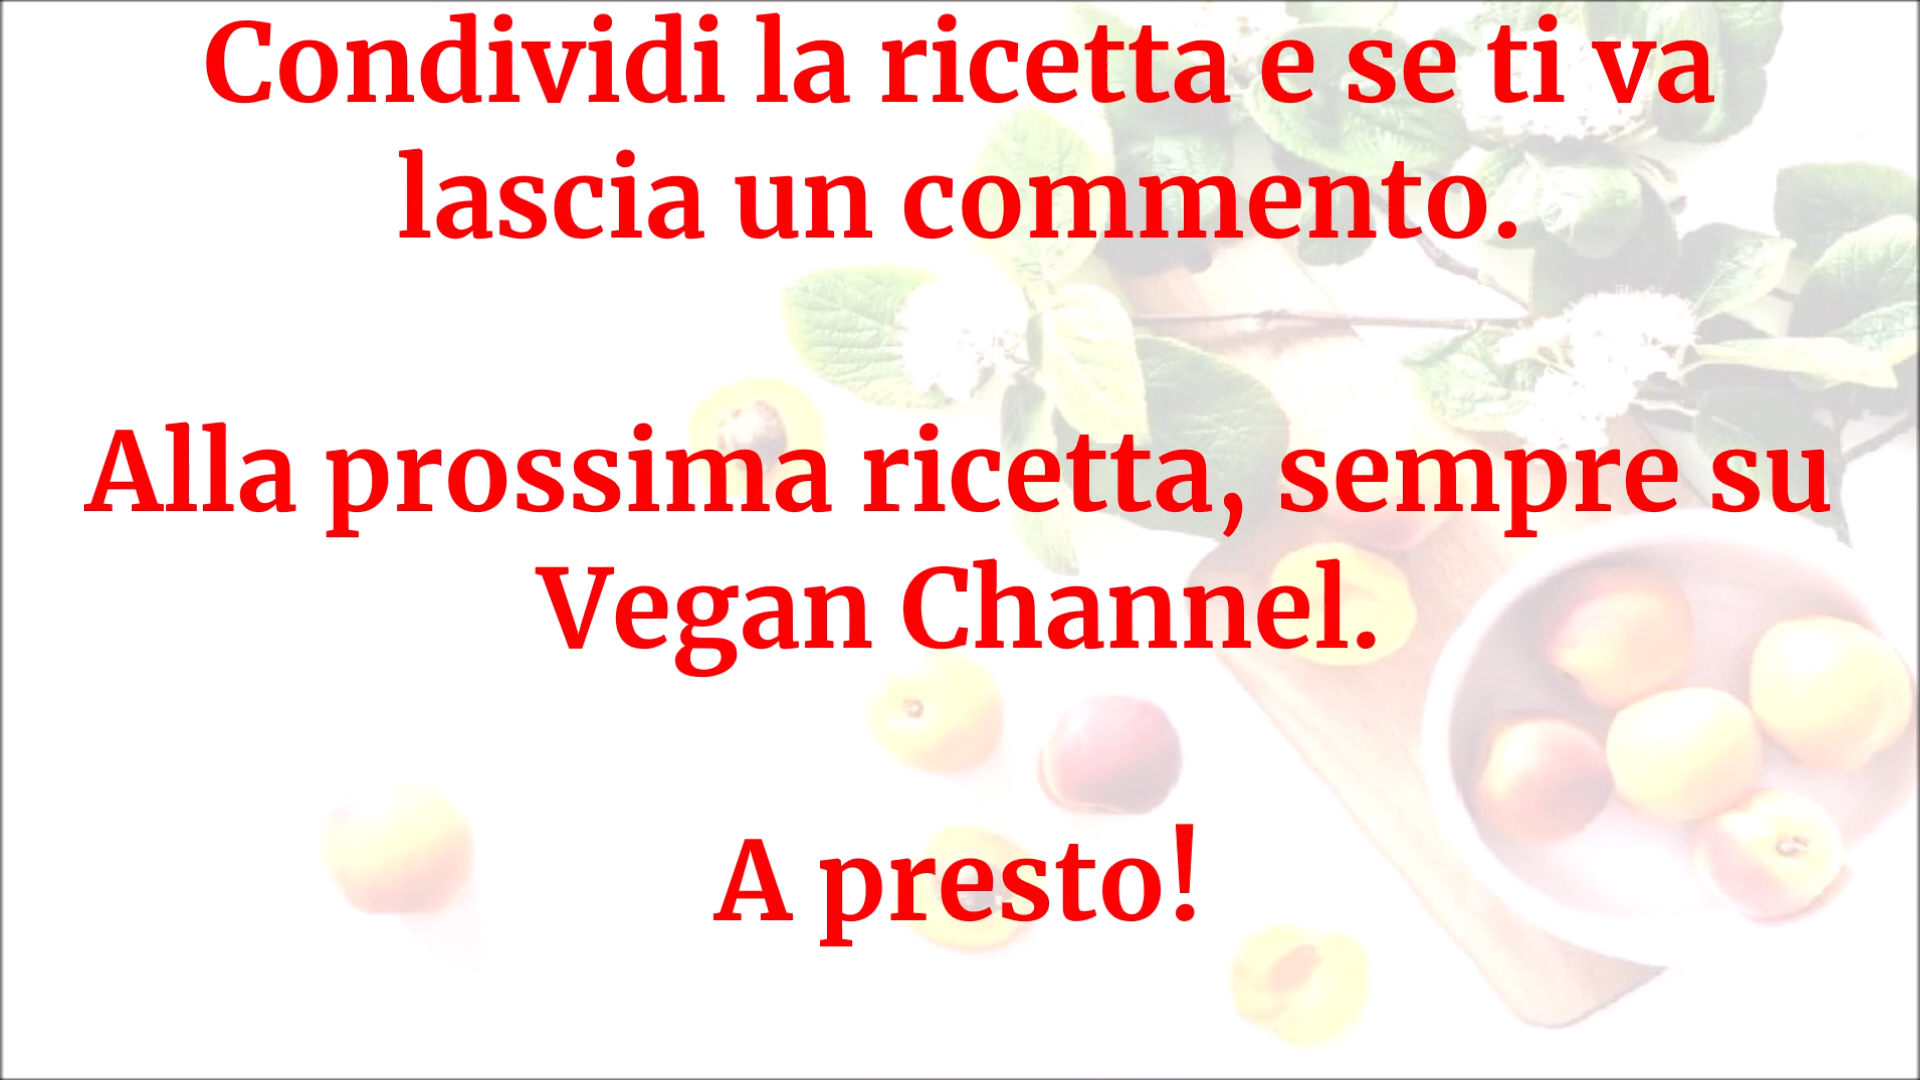 Condividi la ricetta e se ti va
lascia un commento.
Alla prossima ricetta, sempre su
Vegan Channel.
A presto!